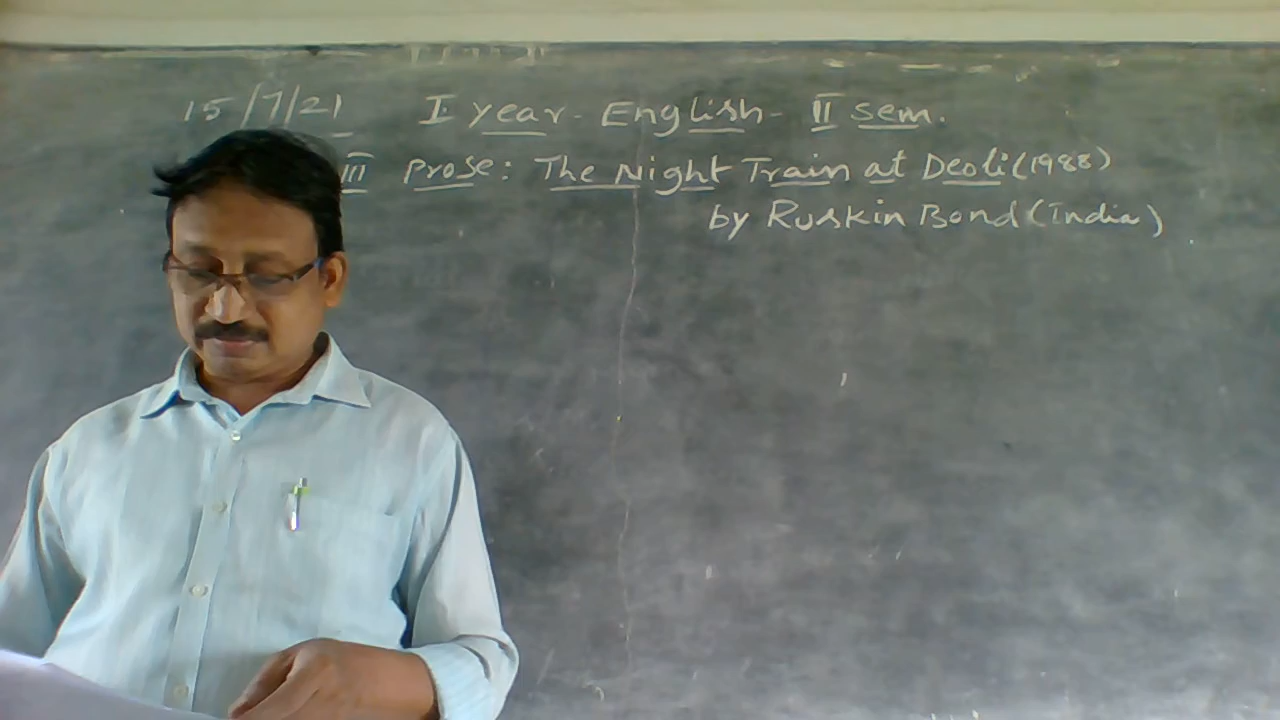 15/7/21 I year - English - II sem.
III Prose: The Night Train at Deoli (1988)
by Ruskin Bond (India)